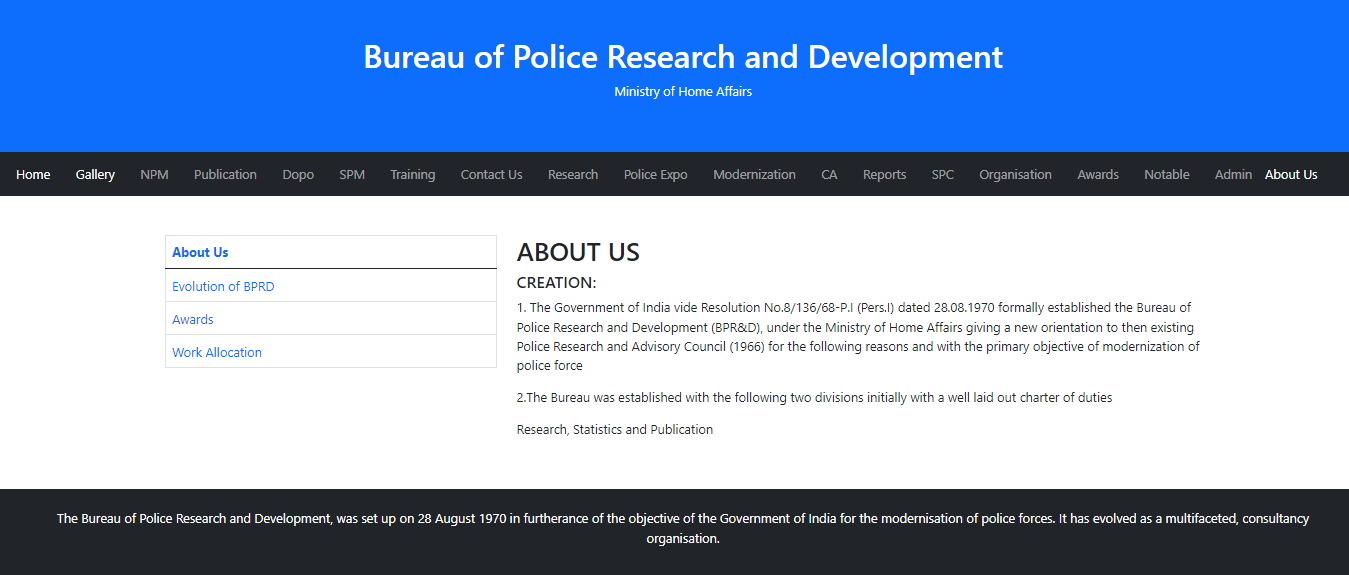 Bureau of Police Research and Development
Ministry of Home Affairs
Home Gallery NPM Publication Dopo SPM Training Contact Us Research Police Expo Modernization CA Reports SPC Organisation Awards Notable Admin About Us
About Us
Evolution of BPRD
Awards
Work Allocation
ABOUT US
CREATION:
1. The Government of India vide Resolution No.8/136/68-P.I (Pers.I) dated 28.08.1970 formally established the Bureau of
Police Research and Development (BPR&D), under the Ministry of Home Affairs giving a new orientation to then existing
Police Research and Advisory Council (1966) for the following reasons and with the primary objective of modernization of
police force
2.The Bureau was established with the following two divisions initially with a well laid out charter of duties
Research, Statistics and Publication
The Bureau of Police Research and Development, was set up on 28 August 1970 in furtherance of the objective of the Government of India for the modernisation of police forces. It has evolved as a multifaceted, consultancy
organisation.